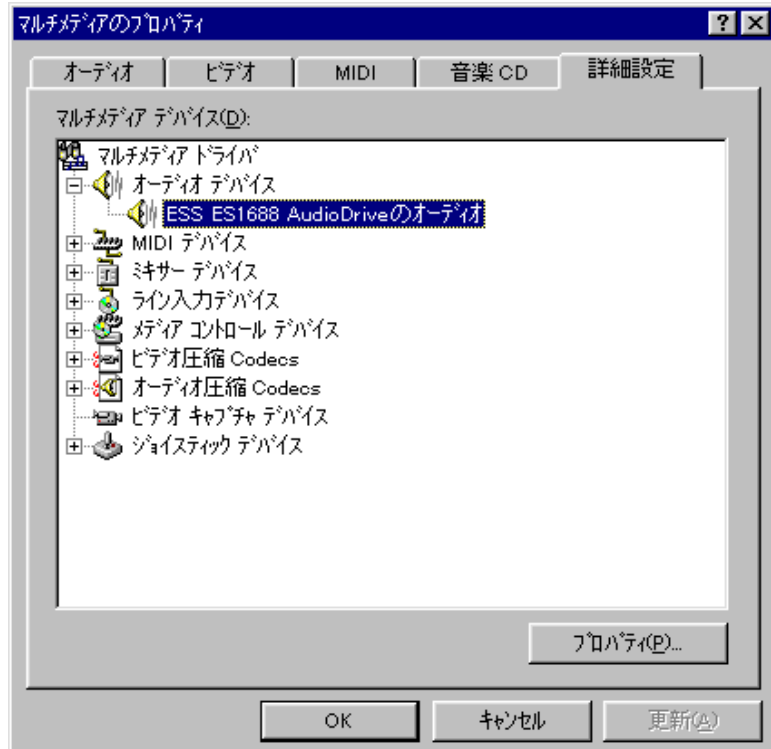 マルチメディアのプロパティ
オーディオ ビデオ MIDI 音楽 CD 詳細設定
マルチメディア デバイス(D):
マルチメディア ドライバ
オーディオ デバイス
ESS ES1688 AudioDriveのオーディオ
MIDI デバイス
ミキサー デバイス
ライン入力デバイス
メディア コントロール デバイス
ビデオ圧縮 Codecs
オーディオ圧縮 Codecs
ビデオ キャプチャ デバイス
ジョイスティック デバイス
プロパティ(P)...
OK キャンセル 更新(A)